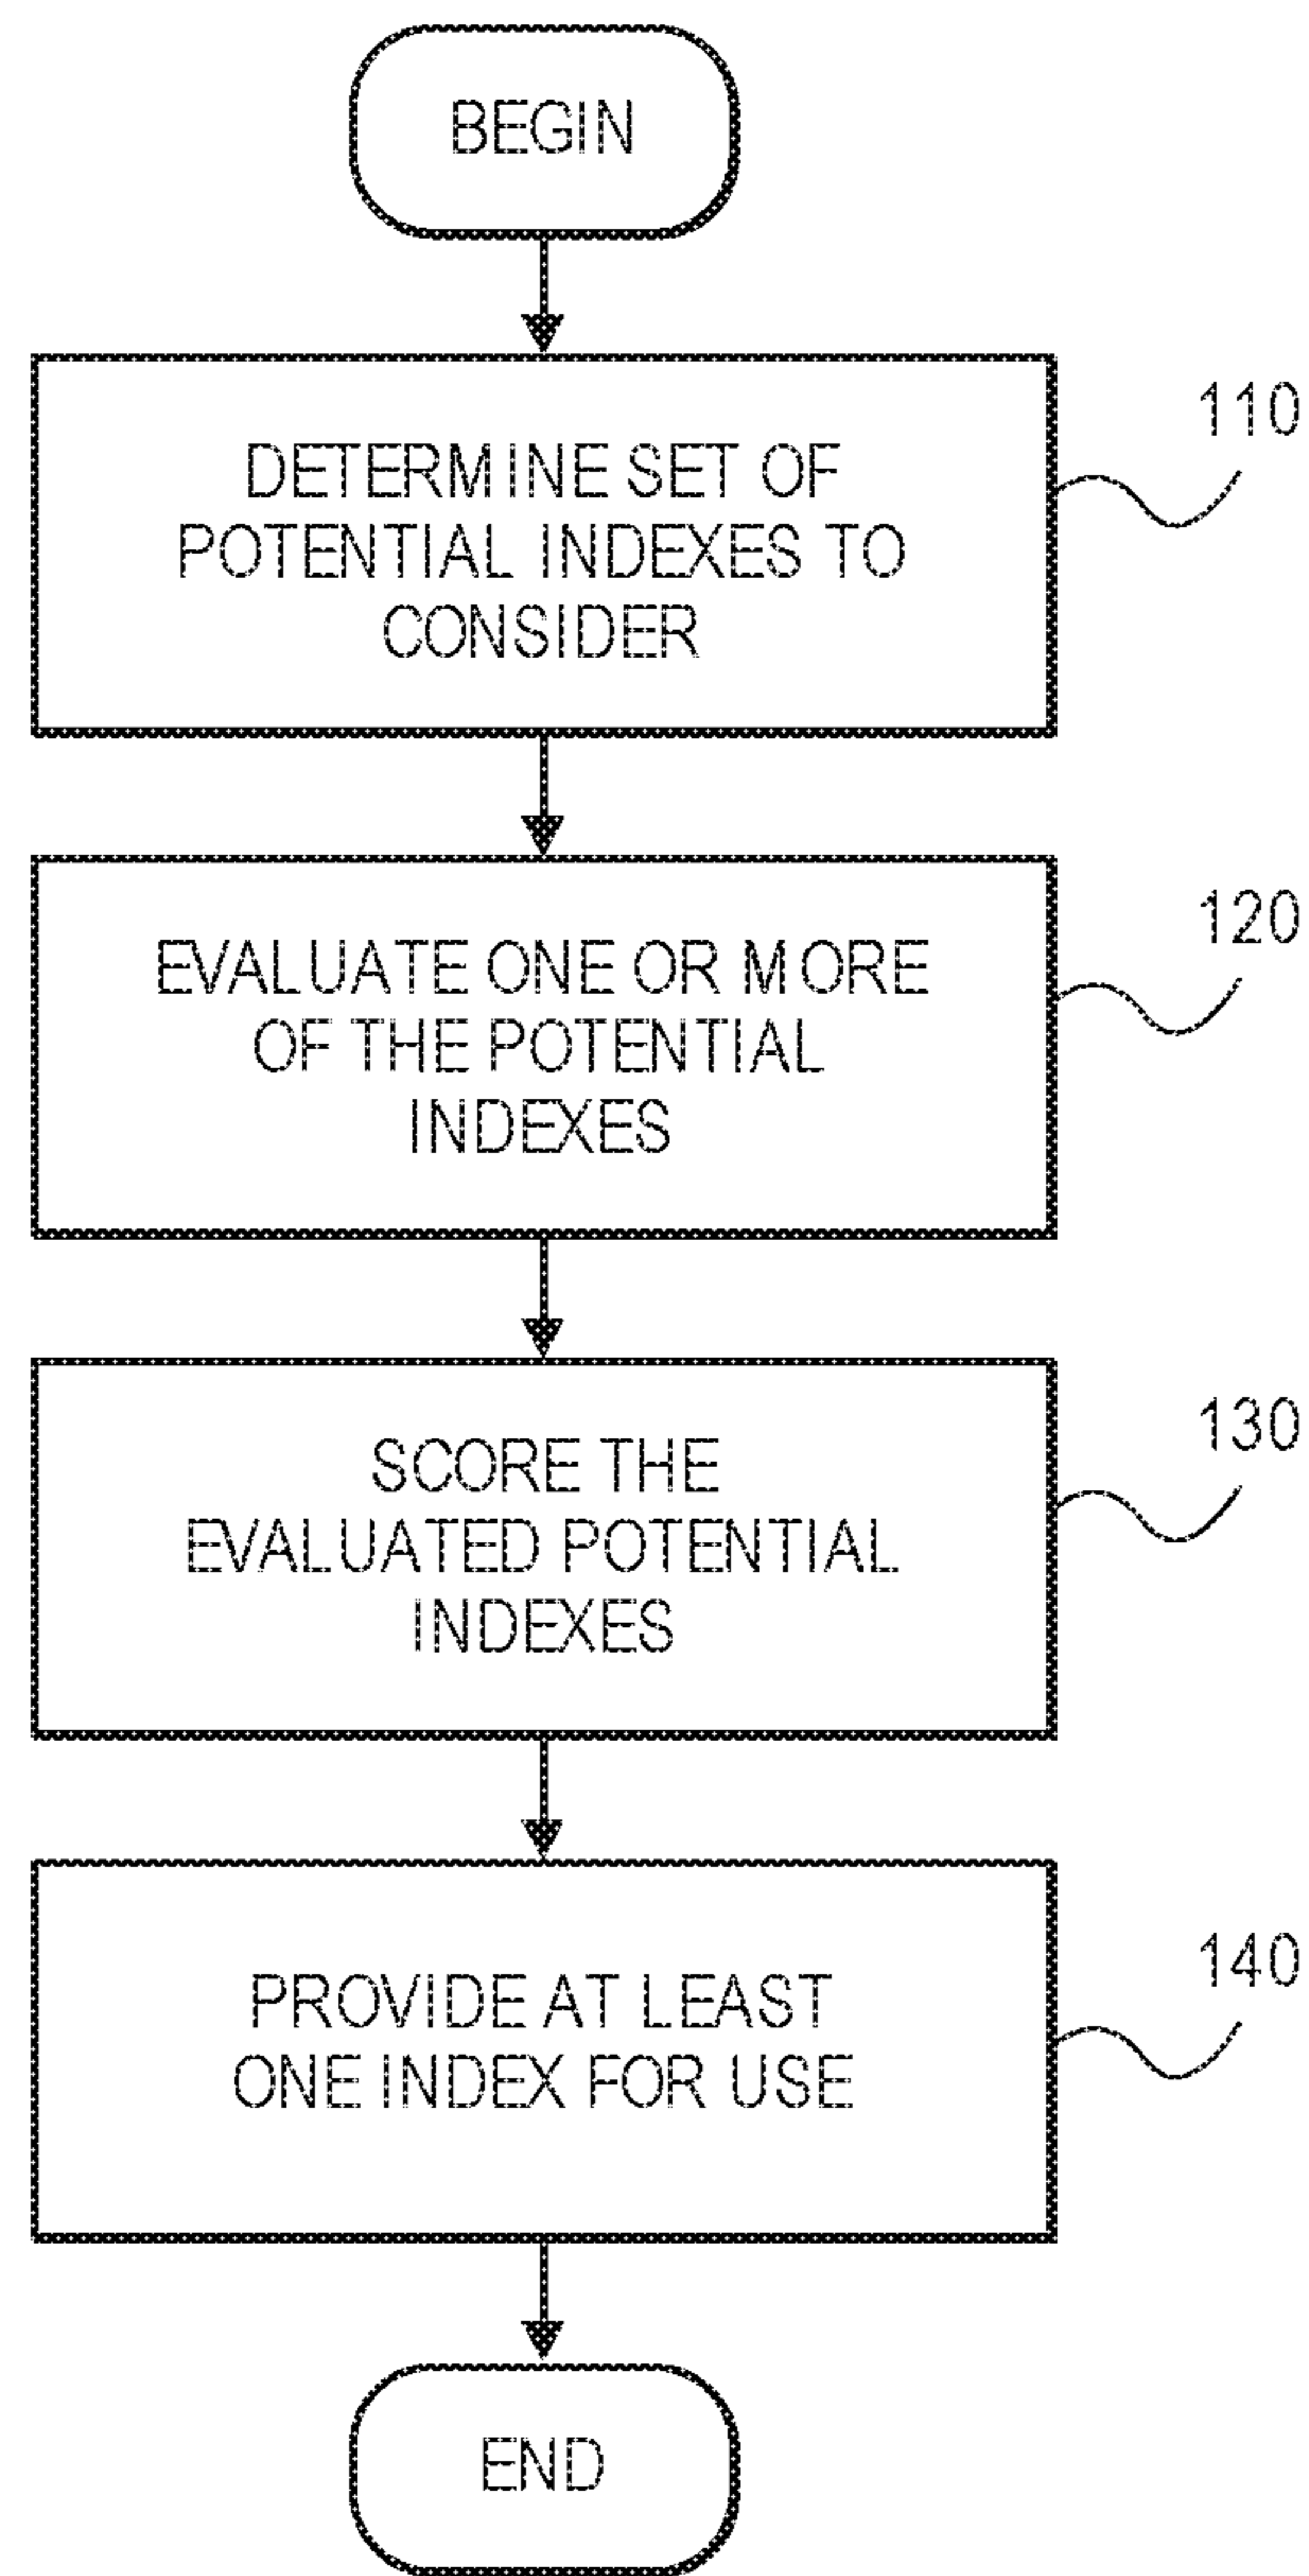 BEGIN
DETERMINE SET OF
POTENTIAL INDEXES TO
CONSIDER
110
EVALUATE ONE OR MORE
OF THE POTENTIAL
INDEXES
120
SCORE THE
EVALUATED POTENTIAL
INDEXES
130
PROVIDE AT LEAST
ONE INDEX FOR USE
140
END